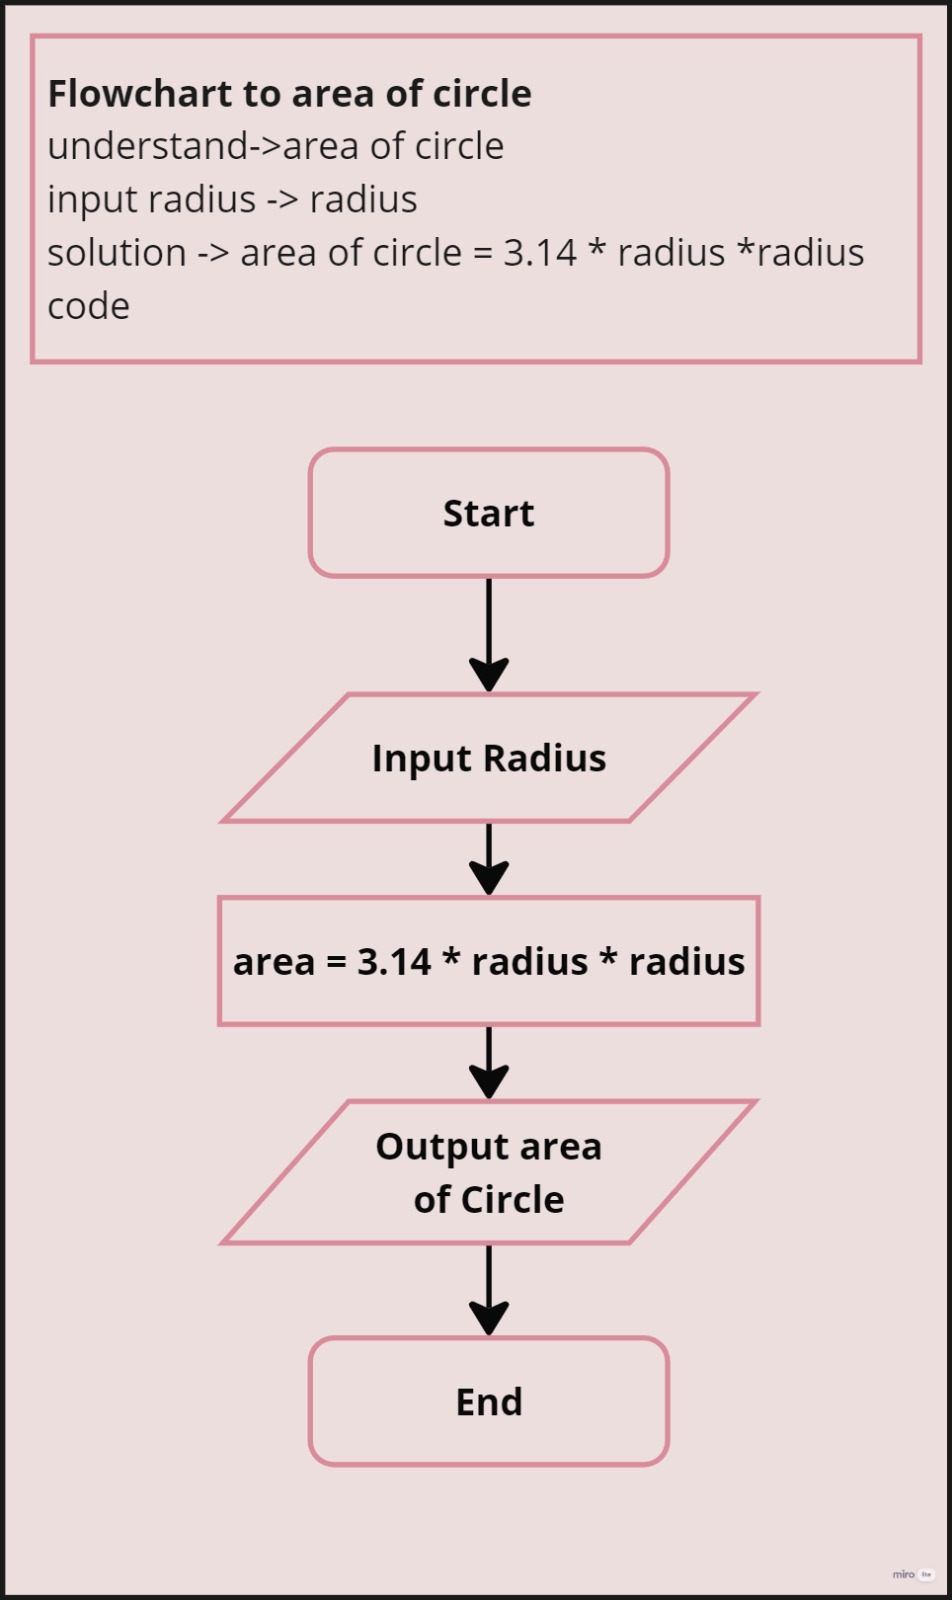 Flowchart to area of circle
understand->area of circle
input radius -> radius
solution -> area of circle = 3.14 * radius *radius
code
Start
Input Radius
area = 3.14 * radius * radius
Output area
of Circle
End
miro lite